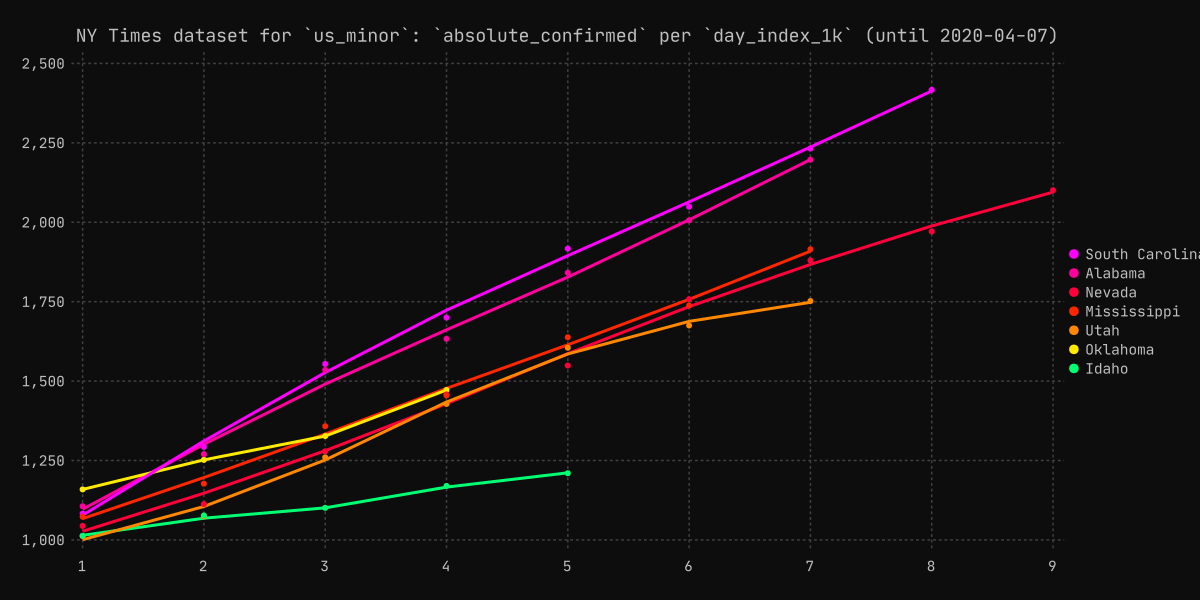 NY Times dataset for `us_minor`: `absolute_confirmed` per `day_index_1k` (until 2020-04-07)
2,500
2,250
2,000
1,750
1,500
1,250
1,000
1 2 3 4 5 6 7 8 9
South Carolina
Alabama
Nevada
Mississippi
Utah
Oklahoma
Idaho